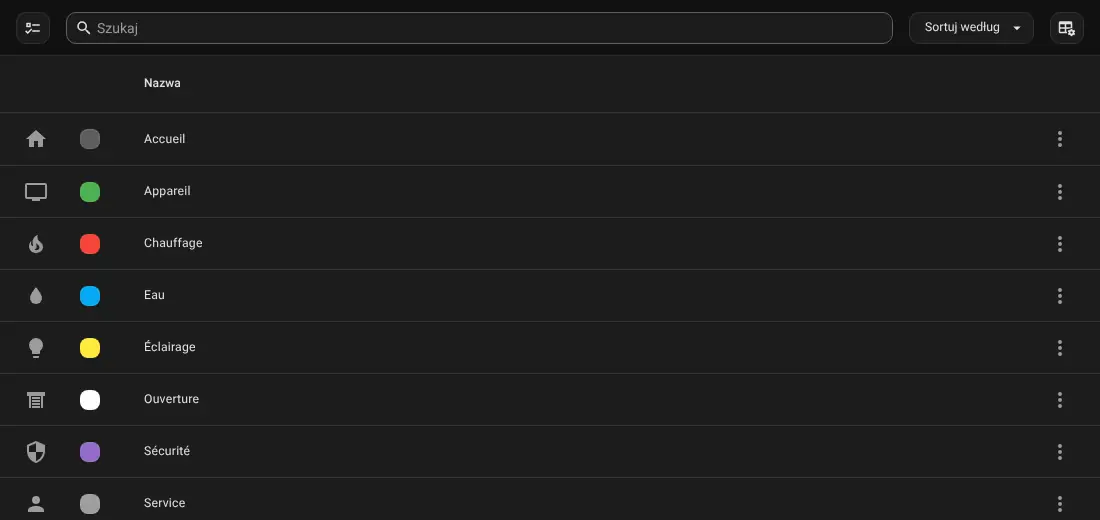 Szukaj
Sortuj według
Nazwa
Accueil
Appareil
Chauffage
Eau
Éclairage
Ouverture
Sécurité
Service